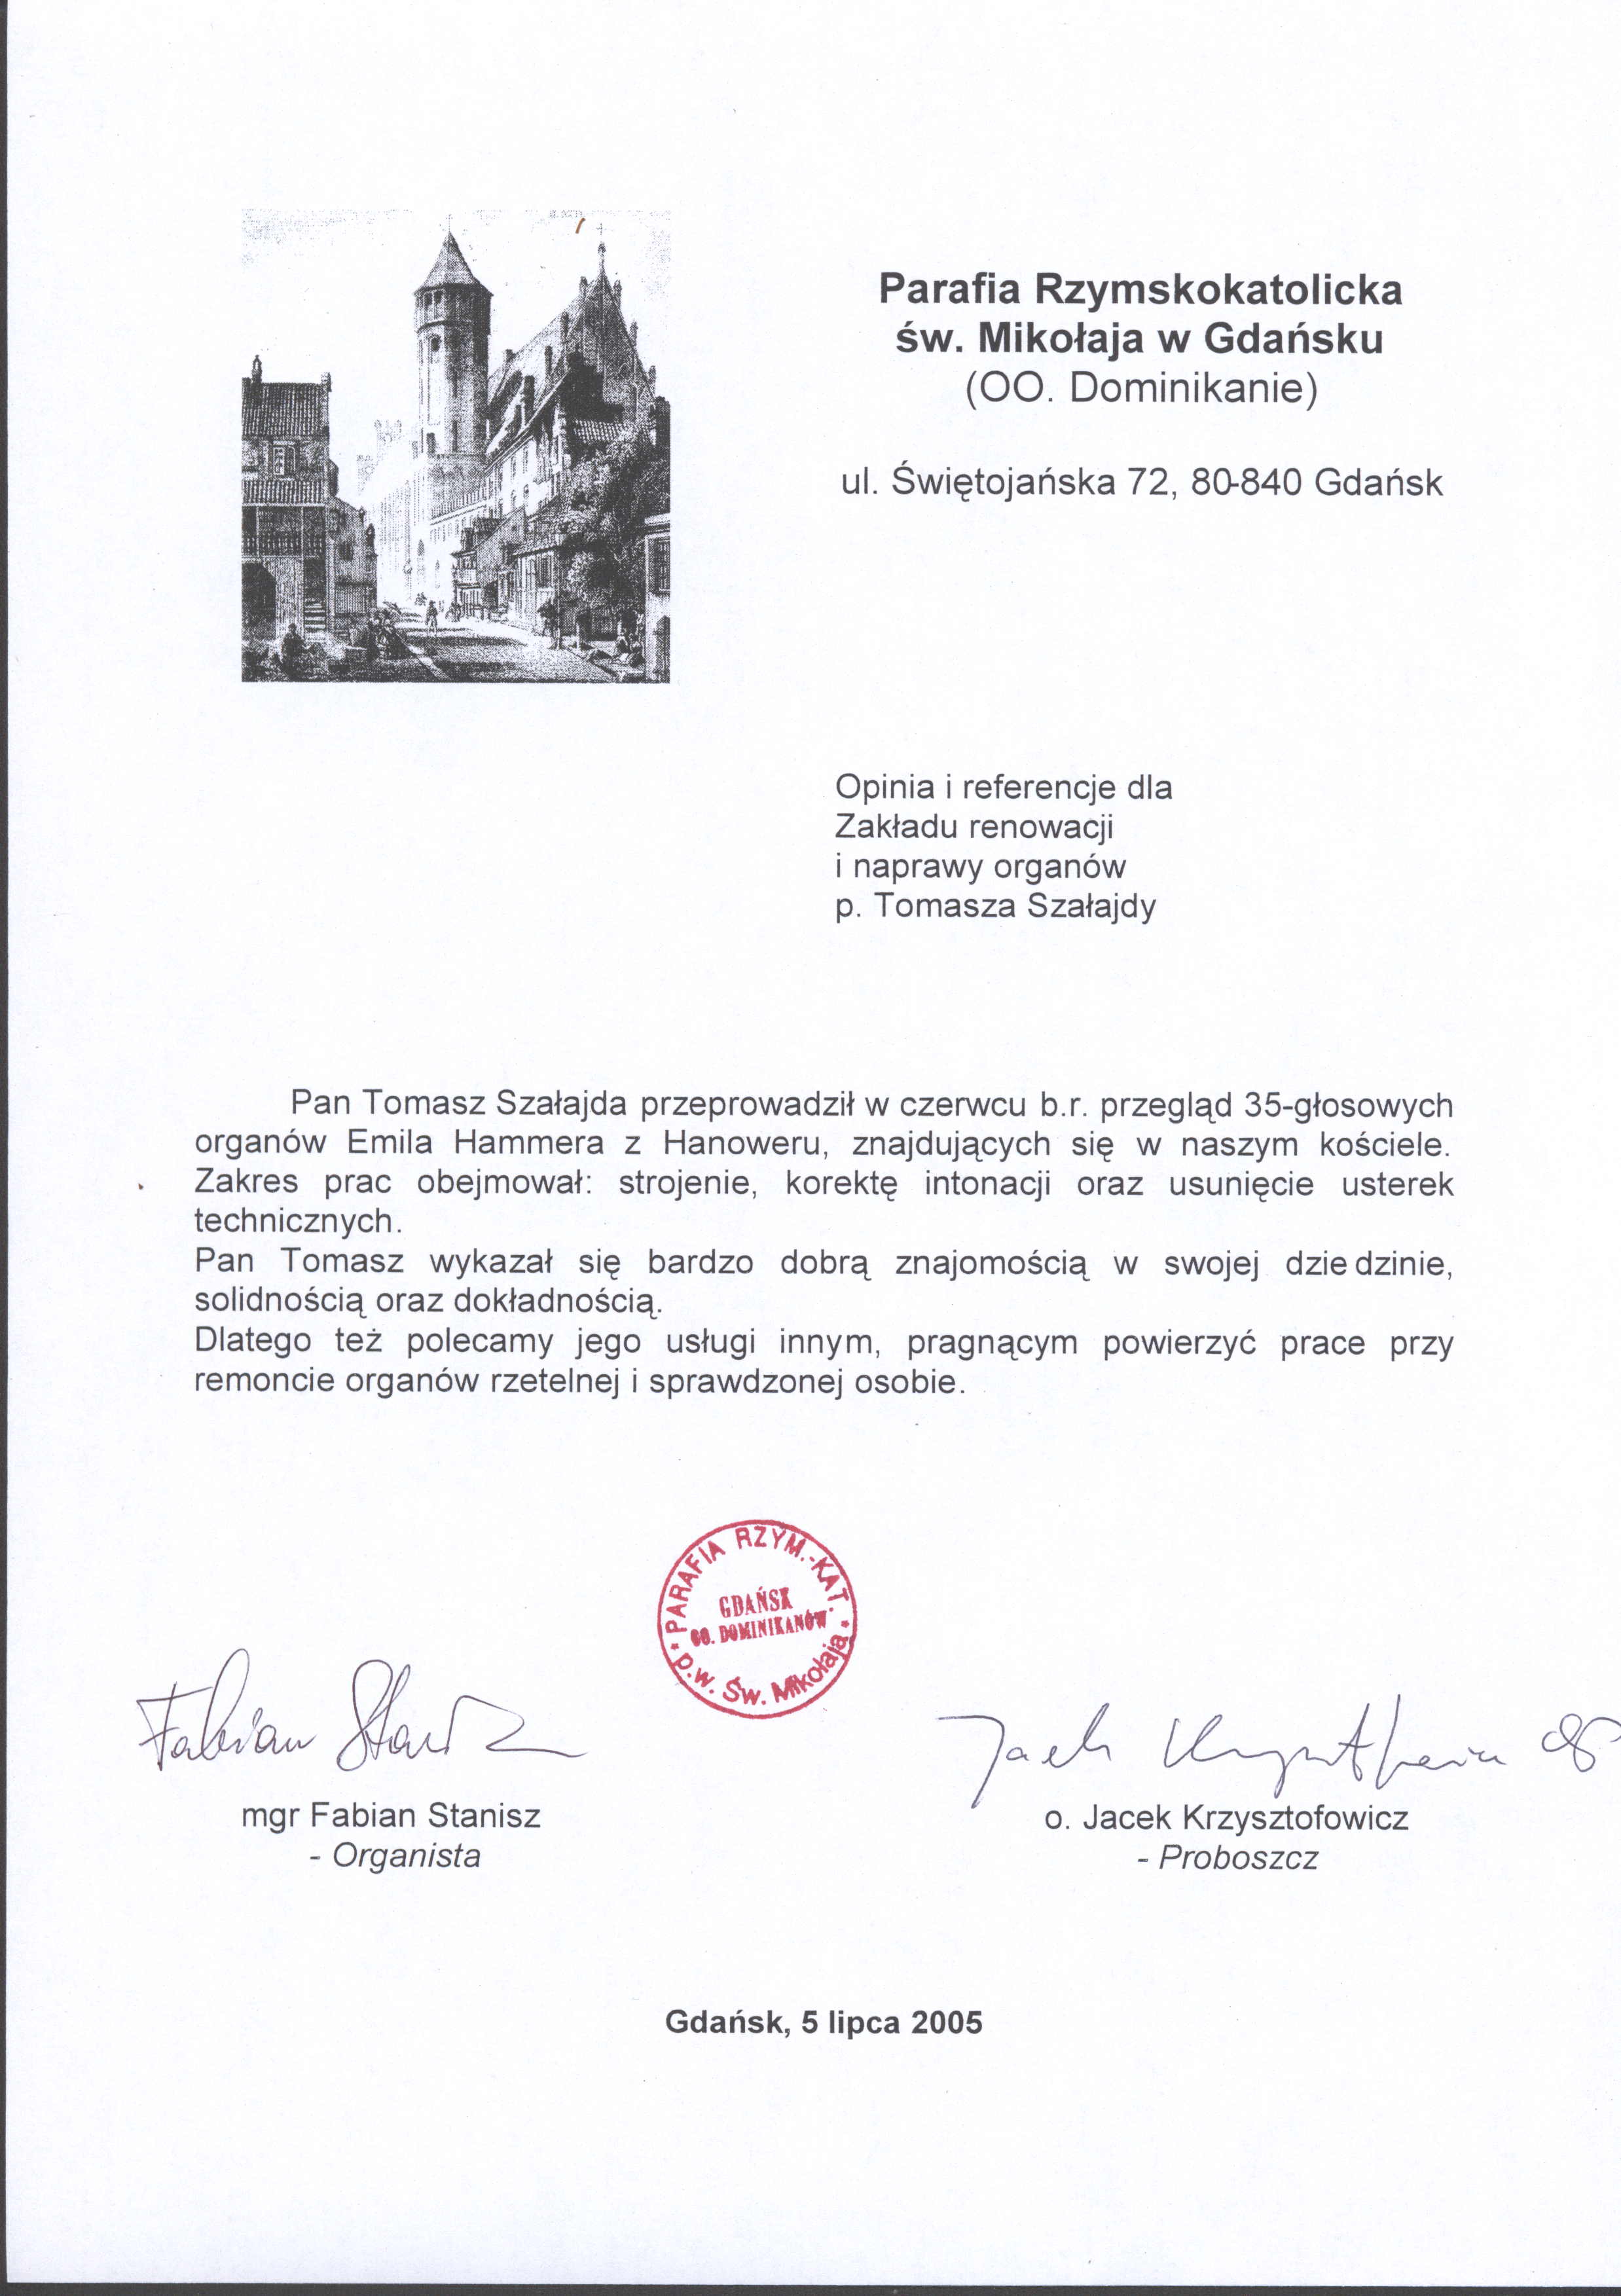 Parafia Rzymskokatolicka
św. Mikołaja w Gdańsku
(OO. Dominikanie)
ul. Świętojańska 72, 80-840 Gdańsk
Opinia i referencje dla
Zakładu renowacji
i naprawy organów
p. Tomasza Szałajdy
Pan Tomasz Szałajda przeprowadził w czerwcu b.r. przegląd 35-głosowych
organów Emila Hammera z Hanoweru, znajdujących się w naszym kościele.
Zakres prac obejmował: strojenie, korektę intonacji oraz usunięcie usterek
technicznych.
Pan Tomasz wykazał się bardzo dobrą znajomością w swojej dziedzinie,
solidnością oraz dokładnością.
Dlatego też polecamy jego usługi innym, pragnącym powierzyć prace przy
remoncie organów rzetelnej i sprawdzonej osobie.
PARAFIA RZYM.-KAT.
GDAŃSK
OO. DOMINIKANÓW
p.w. Św. Mikołaja
Fabian Stanisz
Jacek Krzysztofowicz OP
mgr Fabian Stanisz
- Organista
o. Jacek Krzysztofowicz
- Proboszcz
Gdańsk, 5 lipca 2005